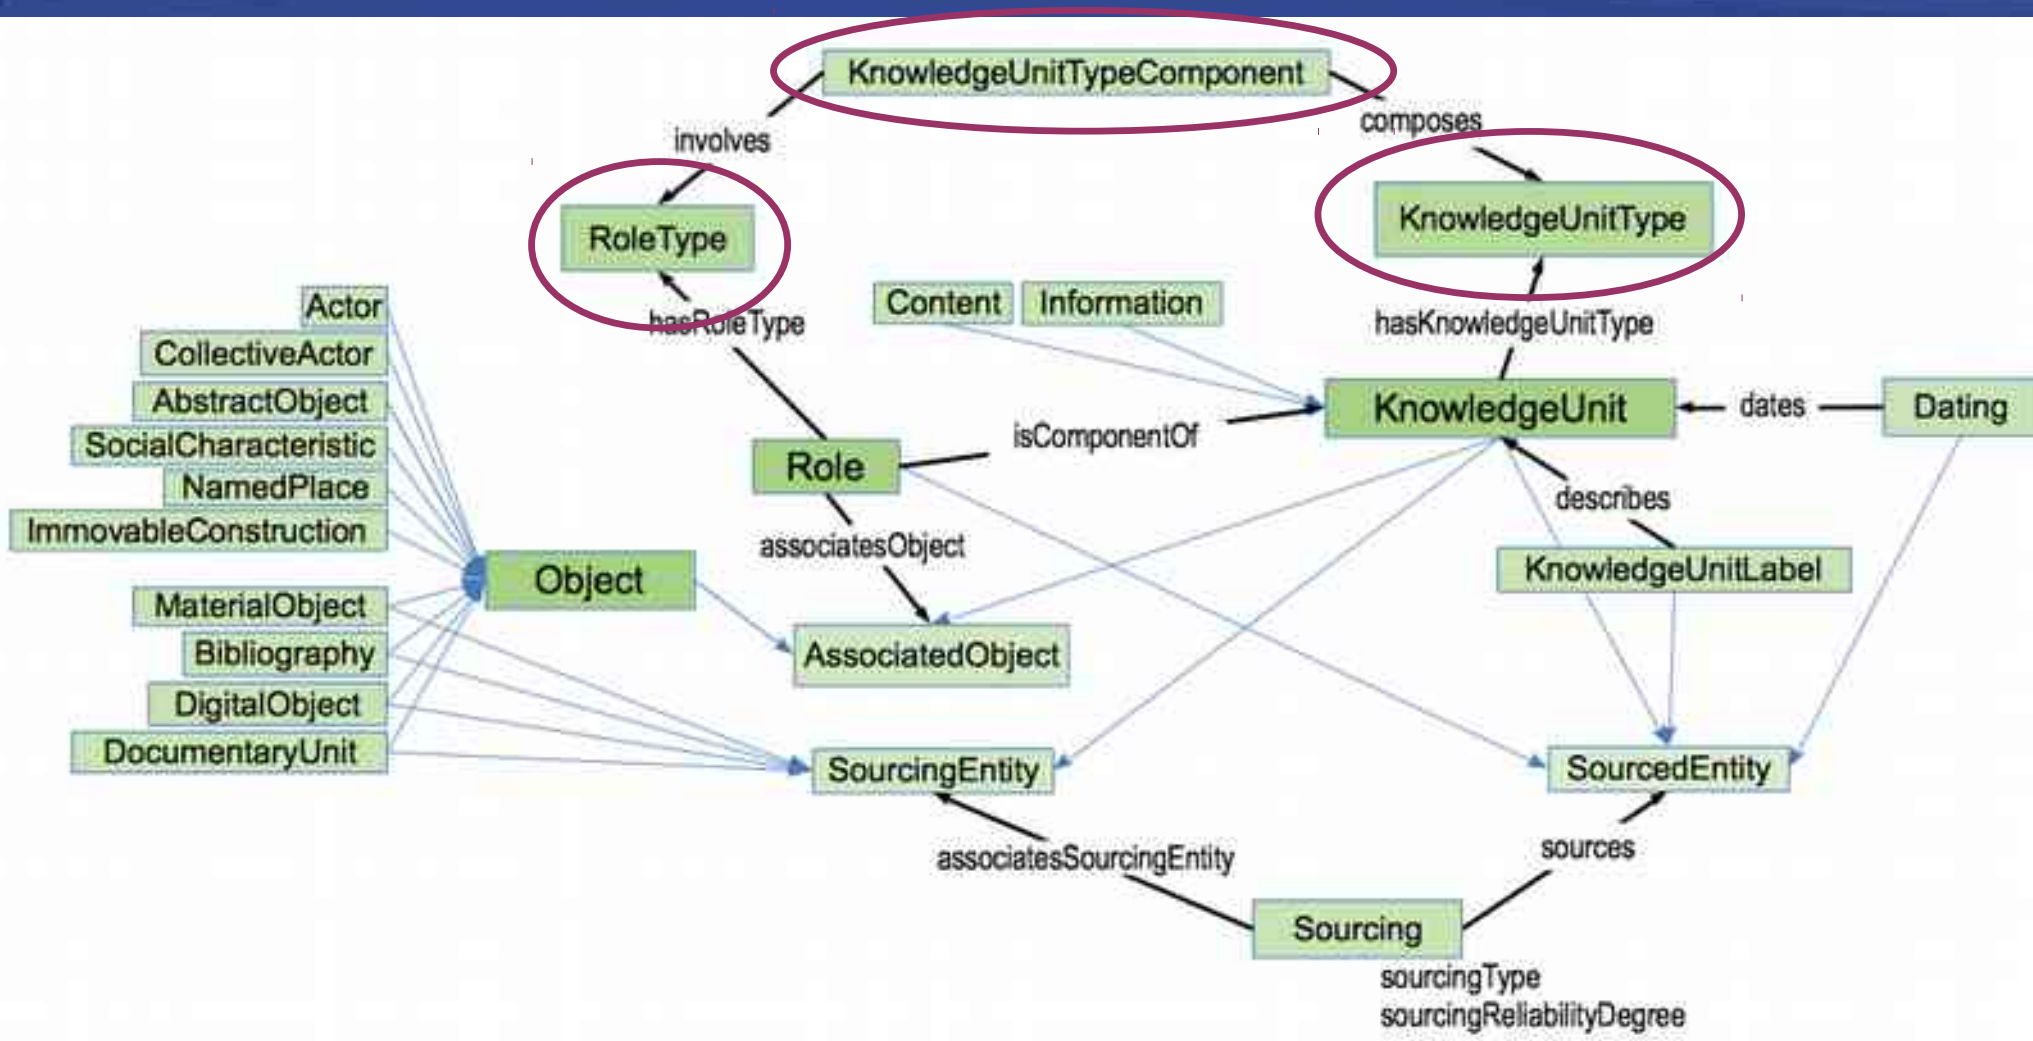 KnowledgeUnitTypeComponent
composes
involves
KnowledgeUnitType
RoleType
Actor
Content
Information
hasRoleType
hasKnowledgeUnitType
CollectiveActor
AbstractObject
KnowledgeUnit
dates
Dating
SocialCharacteristic
isComponentOf
Role
NamedPlace
describes
ImmovableConstruction
associatesObject
KnowledgeUnitLabel
Object
MaterialObject
Bibliography
AssociatedObject
DigitalObject
DocumentaryUnit
SourcingEntity
SourcedEntity
associatesSourcingEntity
sources
Sourcing
sourcingType
sourcingReliabilityDegree